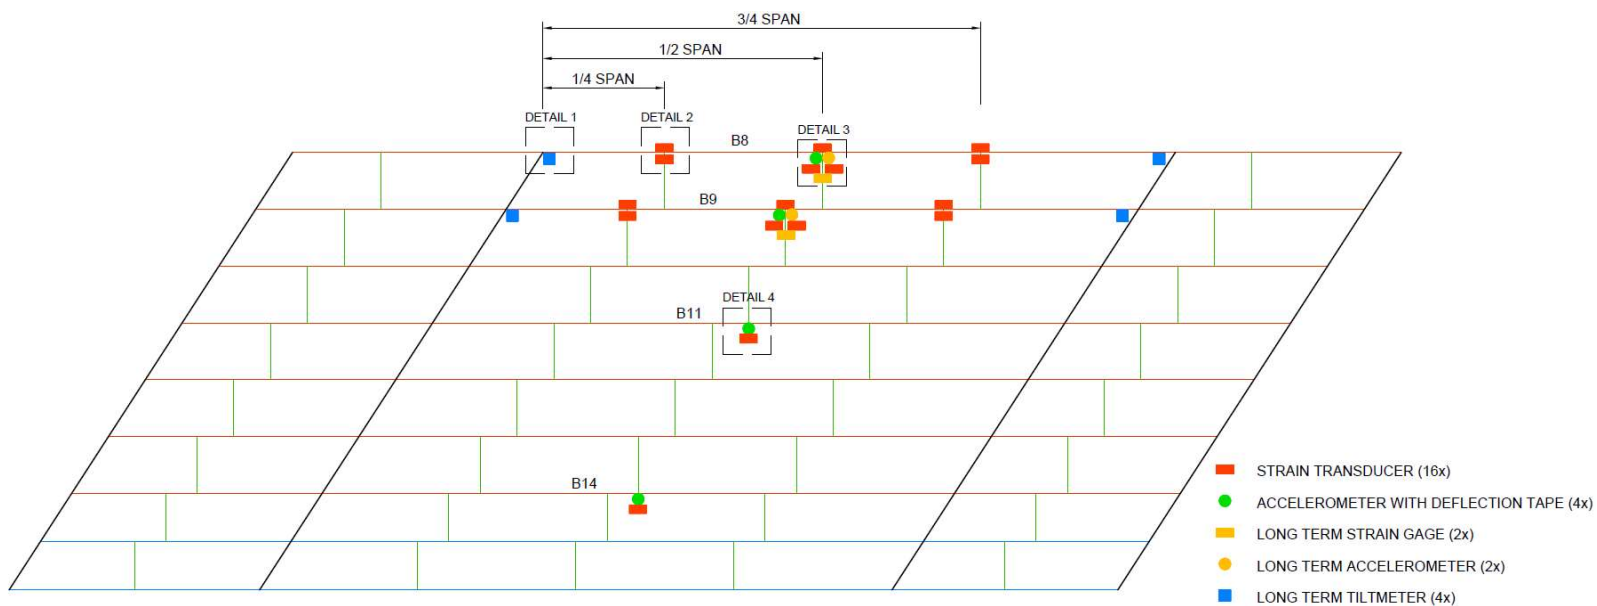 3/4 SPAN
1/2 SPAN
1/4 SPAN
DETAIL 1
DETAIL 2
DETAIL 3
B8
B9
DETAIL 4
B11
B14
STRAIN TRANSDUCER (16x)
ACCELEROMETER WITH DEFLECTION TAPE (4x)
LONG TERM STRAIN GAGE (2x)
LONG TERM ACCELEROMETER (2x)
LONG TERM TILTMETER (4x)